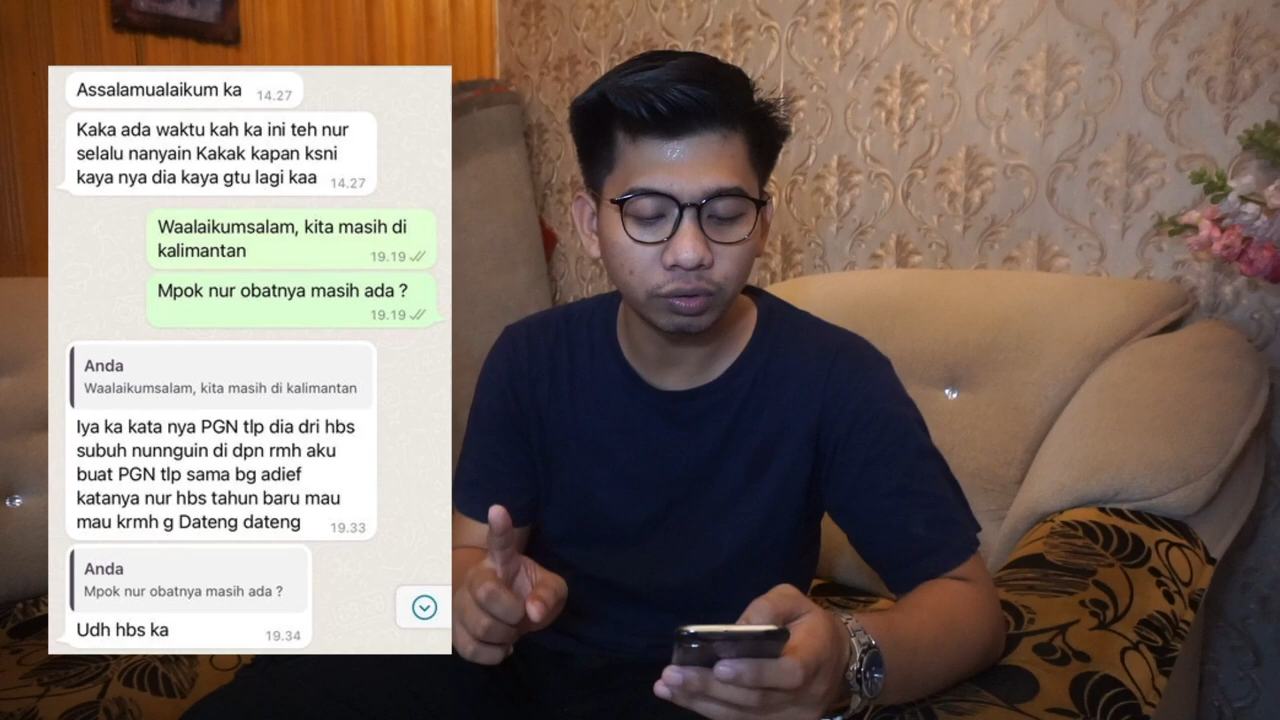 Assalamualaikum ka 14.27
Kaka ada waktu kah ka ini teh nur
selalu nanyain Kakak kapan ksni
kaya nya dia kaya gtu lagi kaa 14.27
Waalaikumsalam, kita masih di
kalimantan 19.19
Mpok nur obatnya masih ada ?
19.19
Anda
Waalaikumsalam, kita masih di kalimantan
Iya ka kata nya PGN tlp dia dri hbs
subuh nunnguin di dpn rmh aku
buat PGN tlp sama bg adief
katanya nur hbs tahun baru mau
mau krmh g Dateng dateng 19.33
Anda
Mpok nur obatnya masih ada ?
Udh hbs ka 19.34